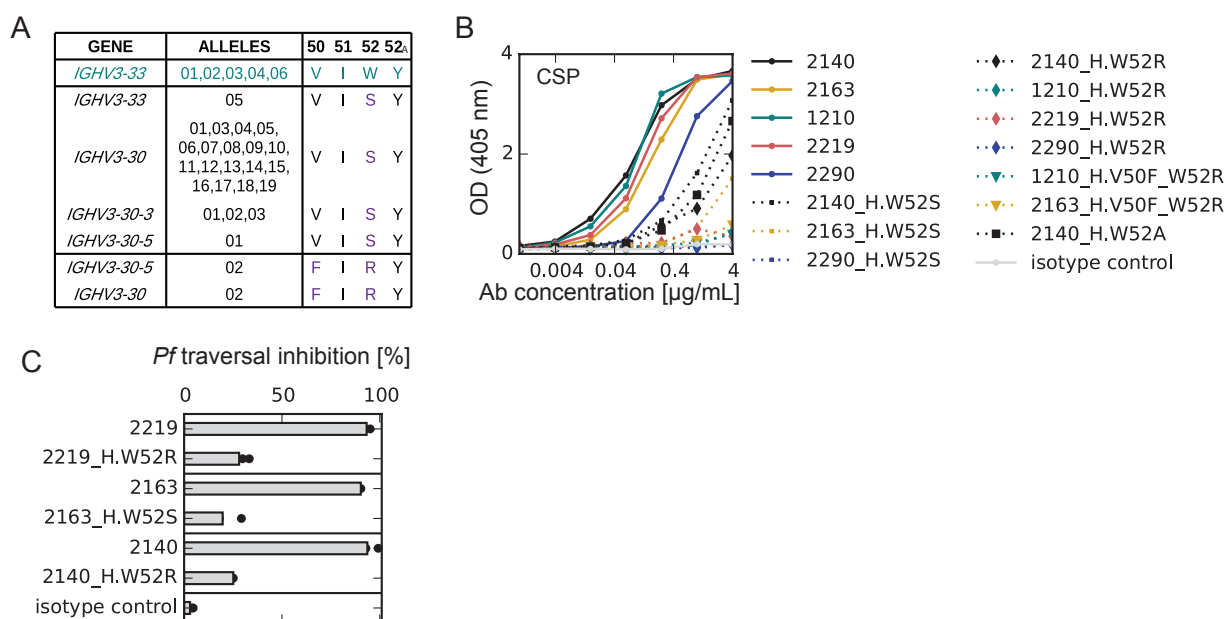 A
GENE ALLELES 50 51 52 52A
IGHV3-33 01,02,03,04,06 V I W Y
IGHV3-33 05 V I S Y
01,03,04,05,
06,07,08,09,10,
IGHV3-30 11,12,13,14,15, V I S Y
16,17,18,19
IGHV3-30-3 01,02,03 V I S Y
IGHV3-30-5 01 V I S Y
IGHV3-30-5 02 F I R Y
IGHV3-30 02 F I R Y
B
4
2
0
OD (405 nm)
CSP
0.004 0.04 0.4 4
Ab concentration [µg/mL]
2140
2163
1210
2219
2290
2140_H.W52S
2163_H.W52S
2290_H.W52S
2140_H.W52R
1210_H.W52R
2219_H.W52R
2290_H.W52R
1210_H.V50F_W52R
2163_H.V50F_W52R
2140_H.W52A
isotype control
C
Pf traversal inhibition [%]
0 50 100
2219
2219_H.W52R
2163
2163_H.W52S
2140
2140_H.W52R
isotype control